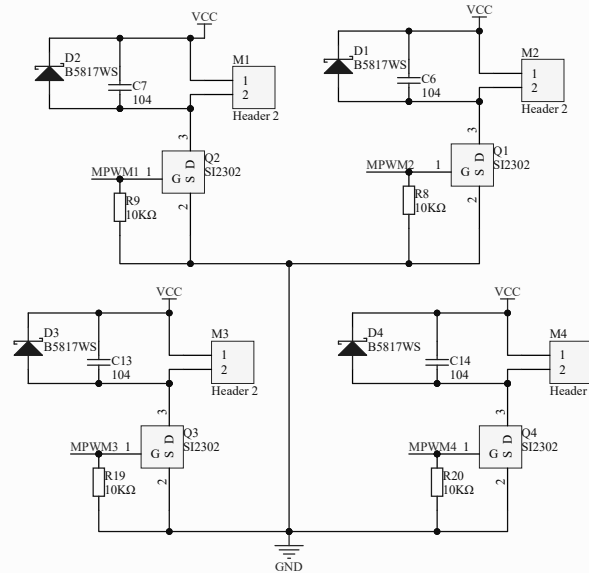 VCC
D2
B5817WS
C7
104
M1
1
2
Header 2
3
Q2
SI2302
D
G
S
MPWM1
1
2
R9
10KΩ
VCC
D1
B5817WS
C6
104
M2
1
2
Header 2
3
Q1
SI2302
D
G
S
MPWM2
1
2
R8
10KΩ
VCC
D3
B5817WS
C13
104
M3
1
2
Header 2
3
Q3
SI2302
D
G
S
MPWM3
1
2
R19
10KΩ
VCC
D4
B5817WS
C14
104
M4
1
2
Header
3
Q4
SI2302
D
G
S
MPWM4
1
2
R20
10KΩ
GND